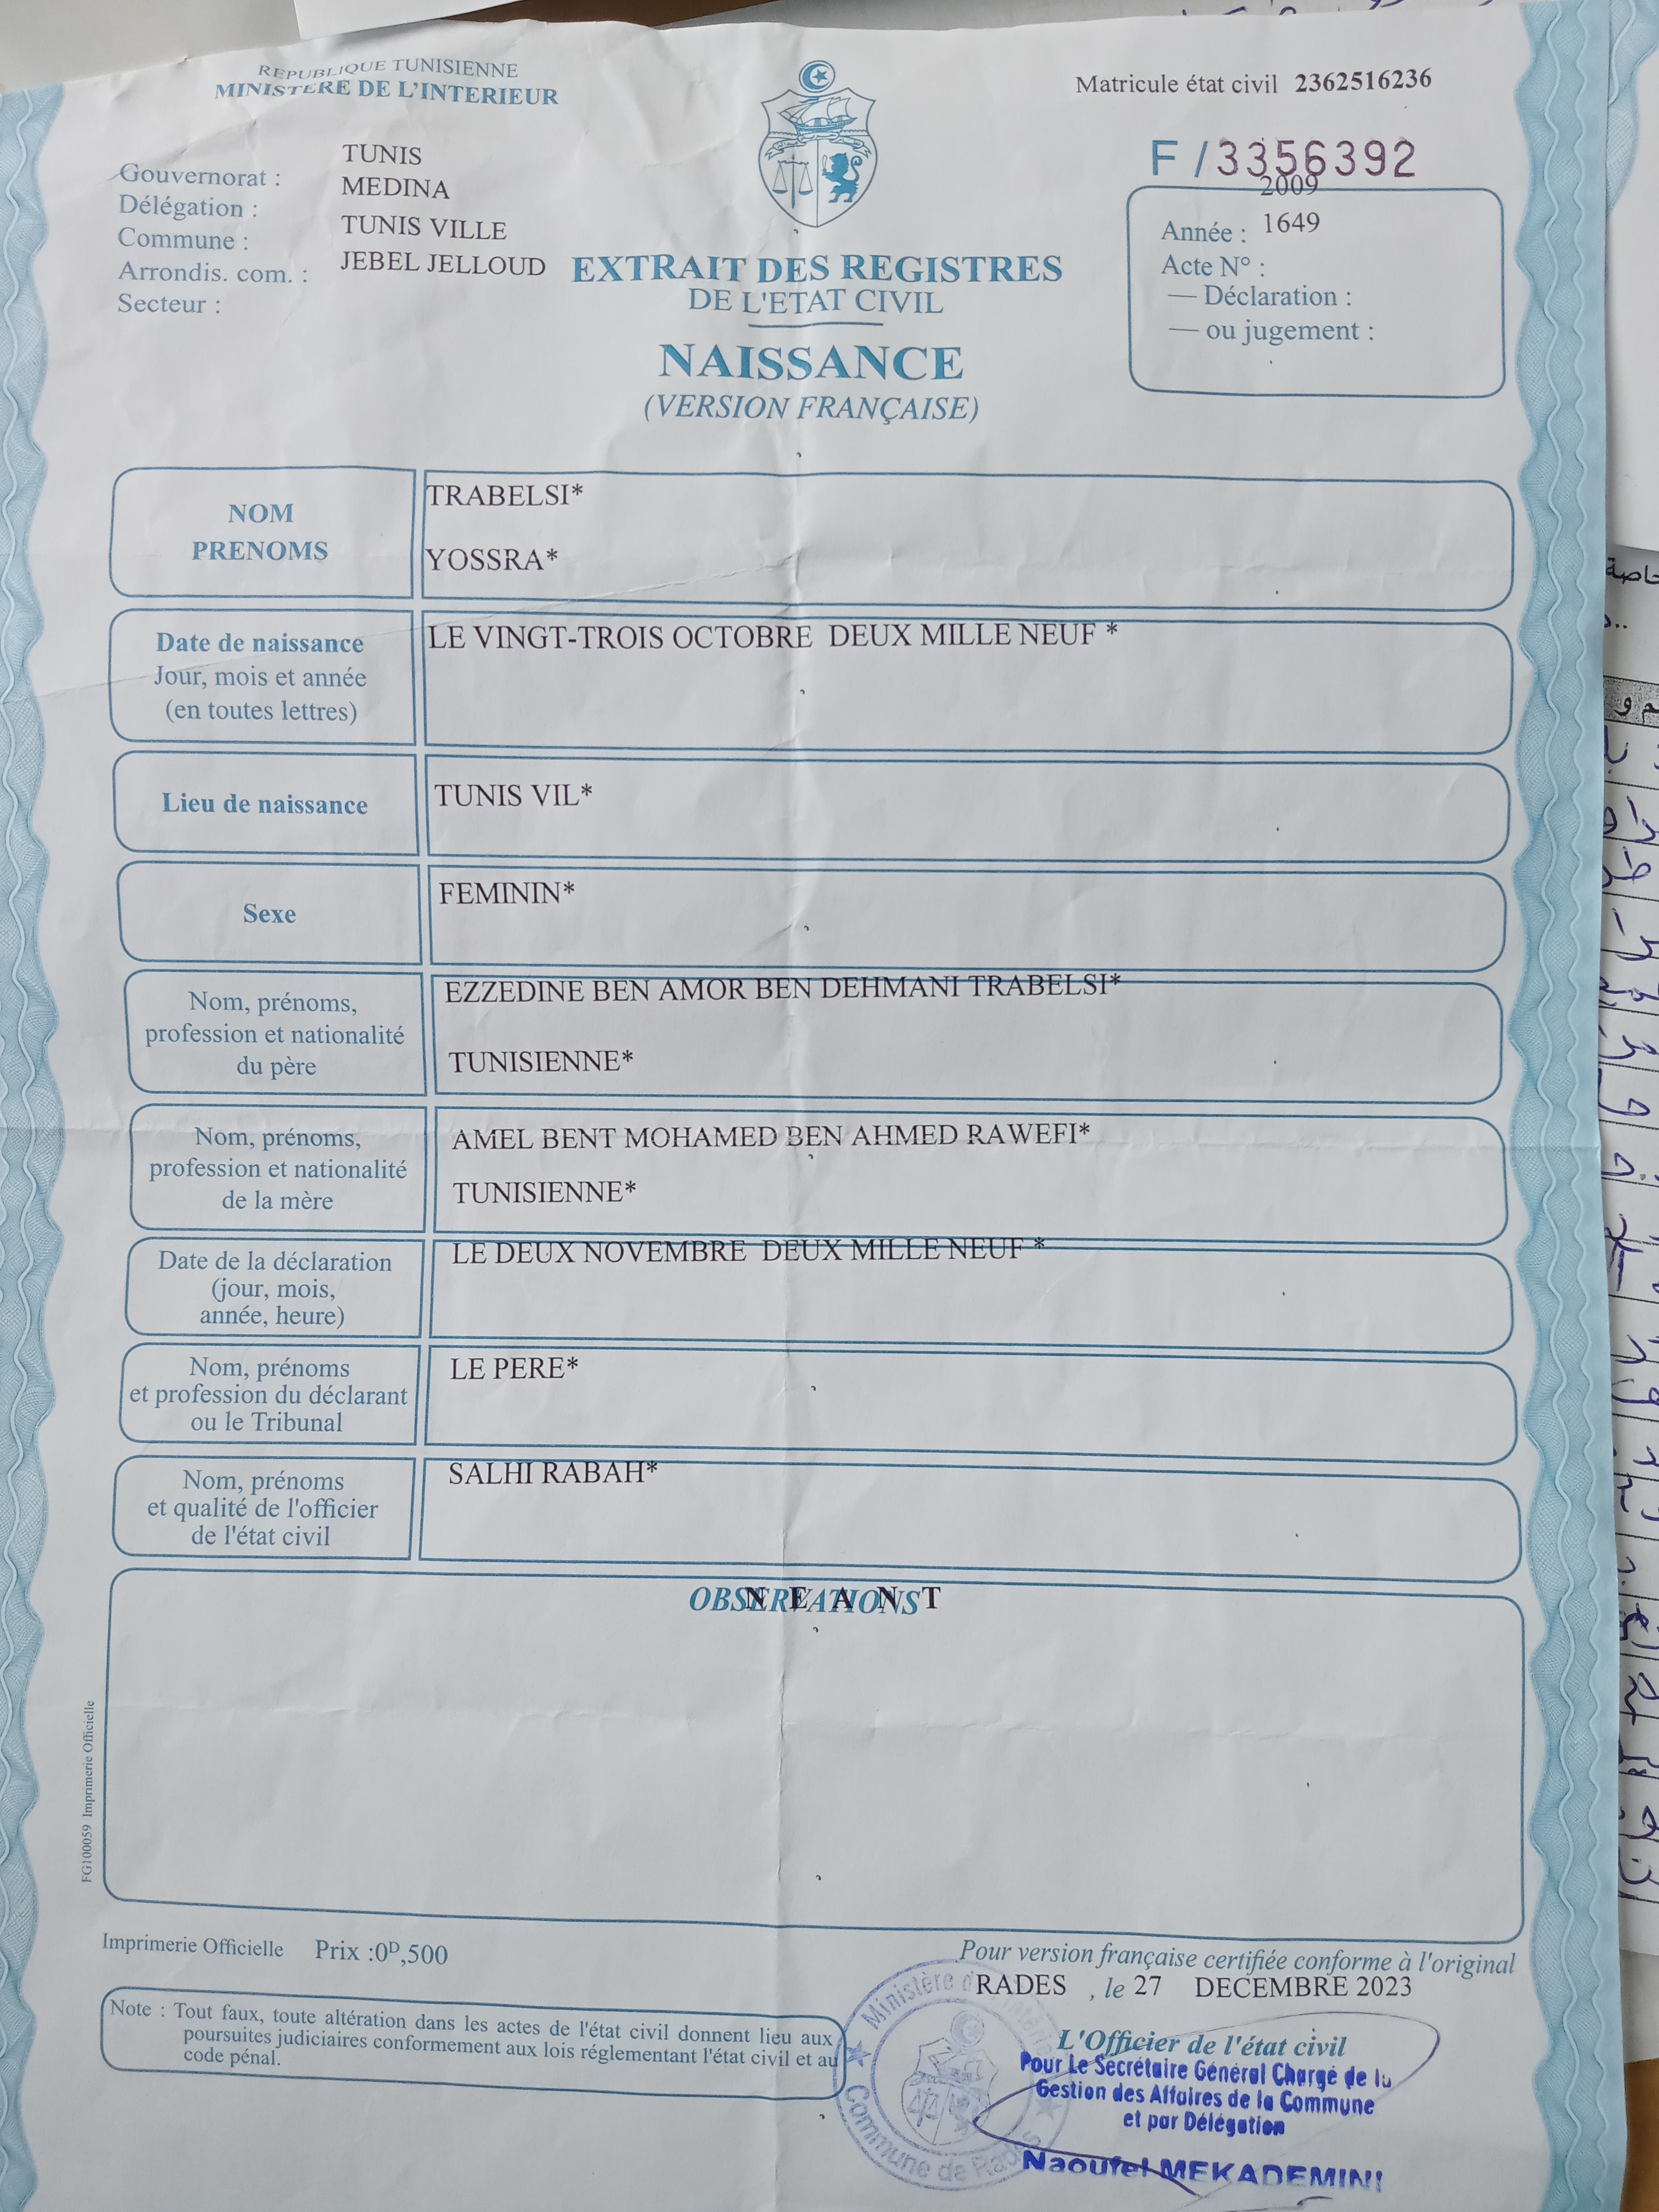 REPUBLIQUE TUNISIENNE
MINISTERE DE L'INTERIEUR
Matricule état civil 2362516236
F / 3356392
Gouvernorat : TUNIS
Délégation : MEDINA
Commune : TUNIS VILLE
Arrondis. com. : JEBEL JELLOUD
Secteur :
2009
Année : 1649
Acte N° :
— Déclaration :
— ou jugement :
EXTRAIT DES REGISTRES
DE L'ETAT CIVIL
NAISSANCE
(VERSION FRANÇAISE)
NOM
PRENOMS
TRABELSI*
YOSSRA*
Date de naissance
Jour, mois et année
(en toutes lettres)
LE VINGT-TROIS OCTOBRE DEUX MILLE NEUF *
Lieu de naissance
TUNIS VIL*
Sexe
FEMININ*
Nom, prénoms,
profession et nationalité
du père
EZZEDINE BEN AMOR BEN DEHMANI TRABELSI*
TUNISIENNE*
Nom, prénoms,
profession et nationalité
de la mère
AMEL BENT MOHAMED BEN AHMED RAWEFI*
TUNISIENNE*
Date de la déclaration
(jour, mois,
année, heure)
LE DEUX NOVEMBRE DEUX MILLE NEUF *
Nom, prénoms
et profession du déclarant
ou le Tribunal
LE PERE*
Nom, prénoms
et qualité de l'officier
de l'état civil
SALHI RABAH*
OBSERVATIONS
N E A N T
FG100059 Imprimerie Officielle
Imprimerie Officielle Prix :0D,500
Note : Tout faux, toute altération dans les actes de l'état civil donnent lieu aux
poursuites judiciaires conformement aux lois réglementant l'état civil et au
code pénal.
Pour version française certifiée conforme à l'original
RADES , le 27 DECEMBRE 2023
L'Officier de l'état civil
Pour Le Secrétaire Général Chargé de la
Gestion des Affaires de la Commune
et par Délégation
Naoufel MEKADEMINI
Ministère
Commune de Rades